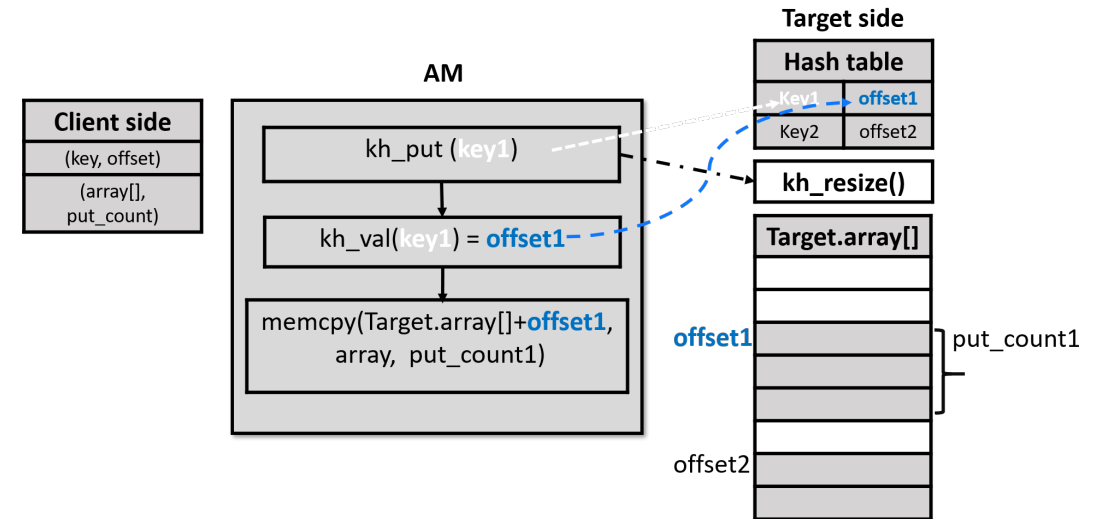 Target side
Hash table
Key1 offset1
Key2 offset2
AM
Client side
(key, offset)
(array[],
put_count)
kh_put (key1)
kh_resize()
kh_val(key1) = offset1
Target.array[]
memcpy(Target.array[]+offset1,
array, put_count1)
offset1
put_count1
offset2